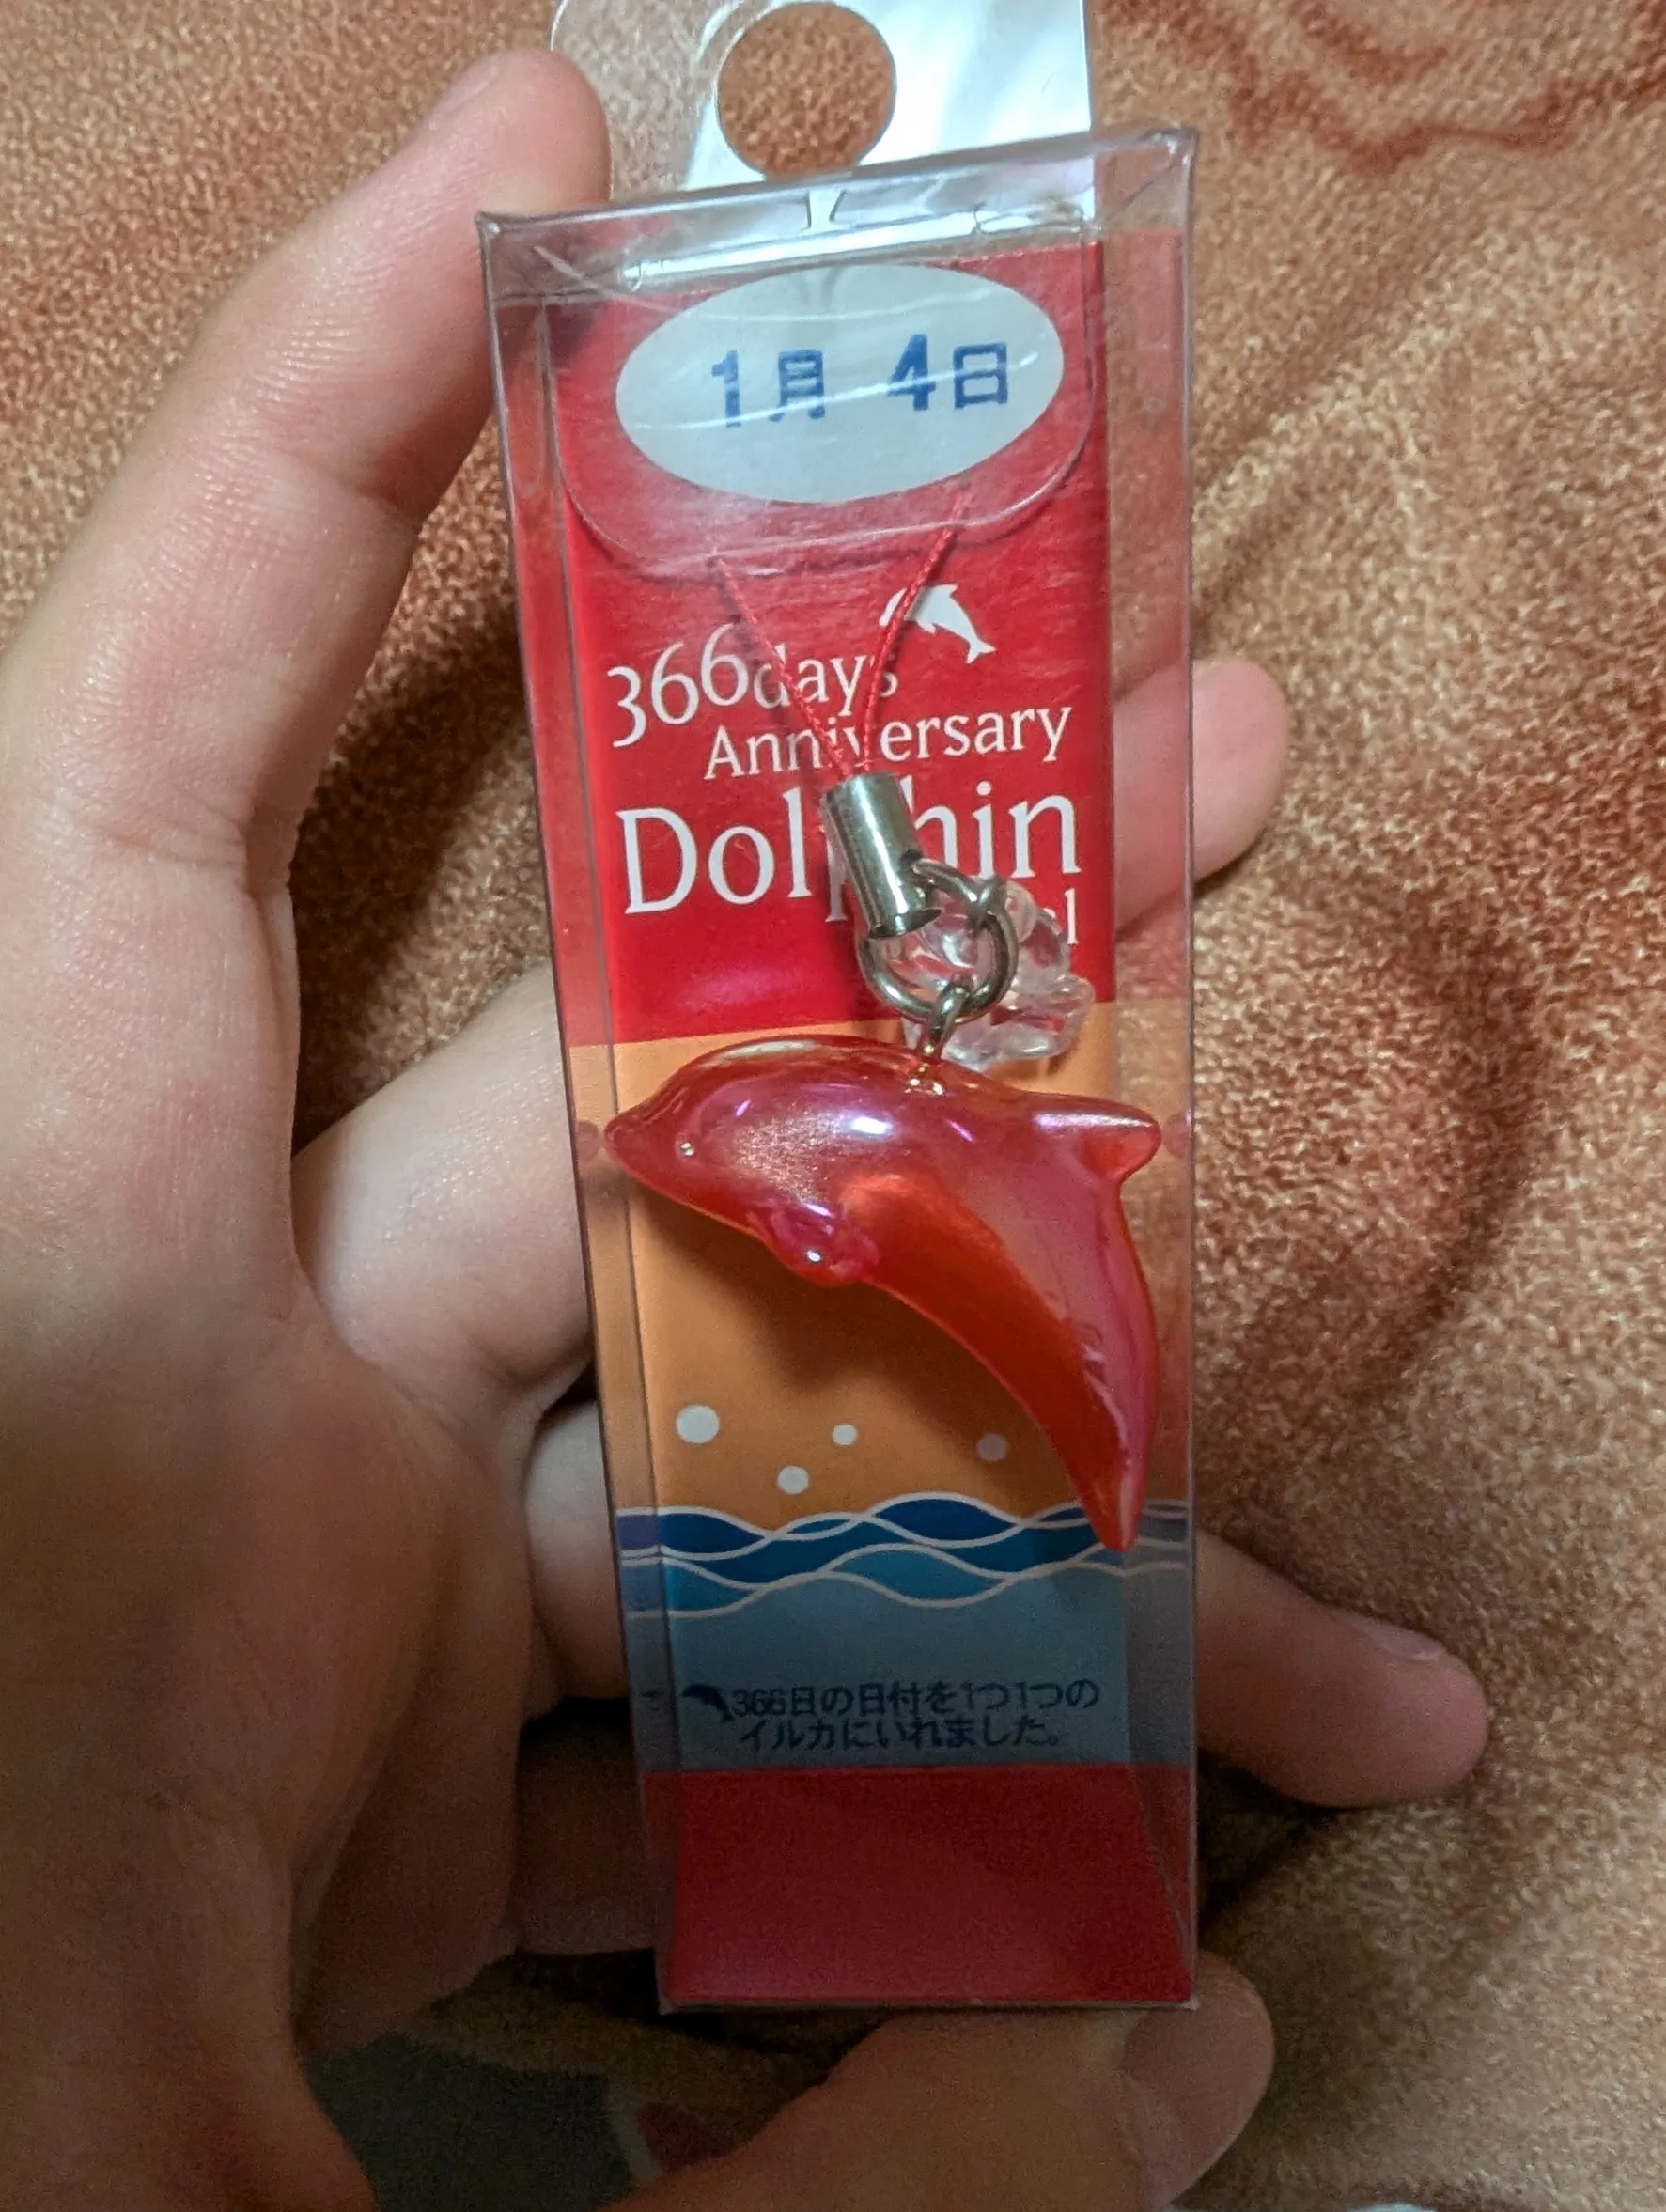 1月 4日
366days
Anniversary
Dolphin
366日の日付を1つ1つの
イルカにいれました。